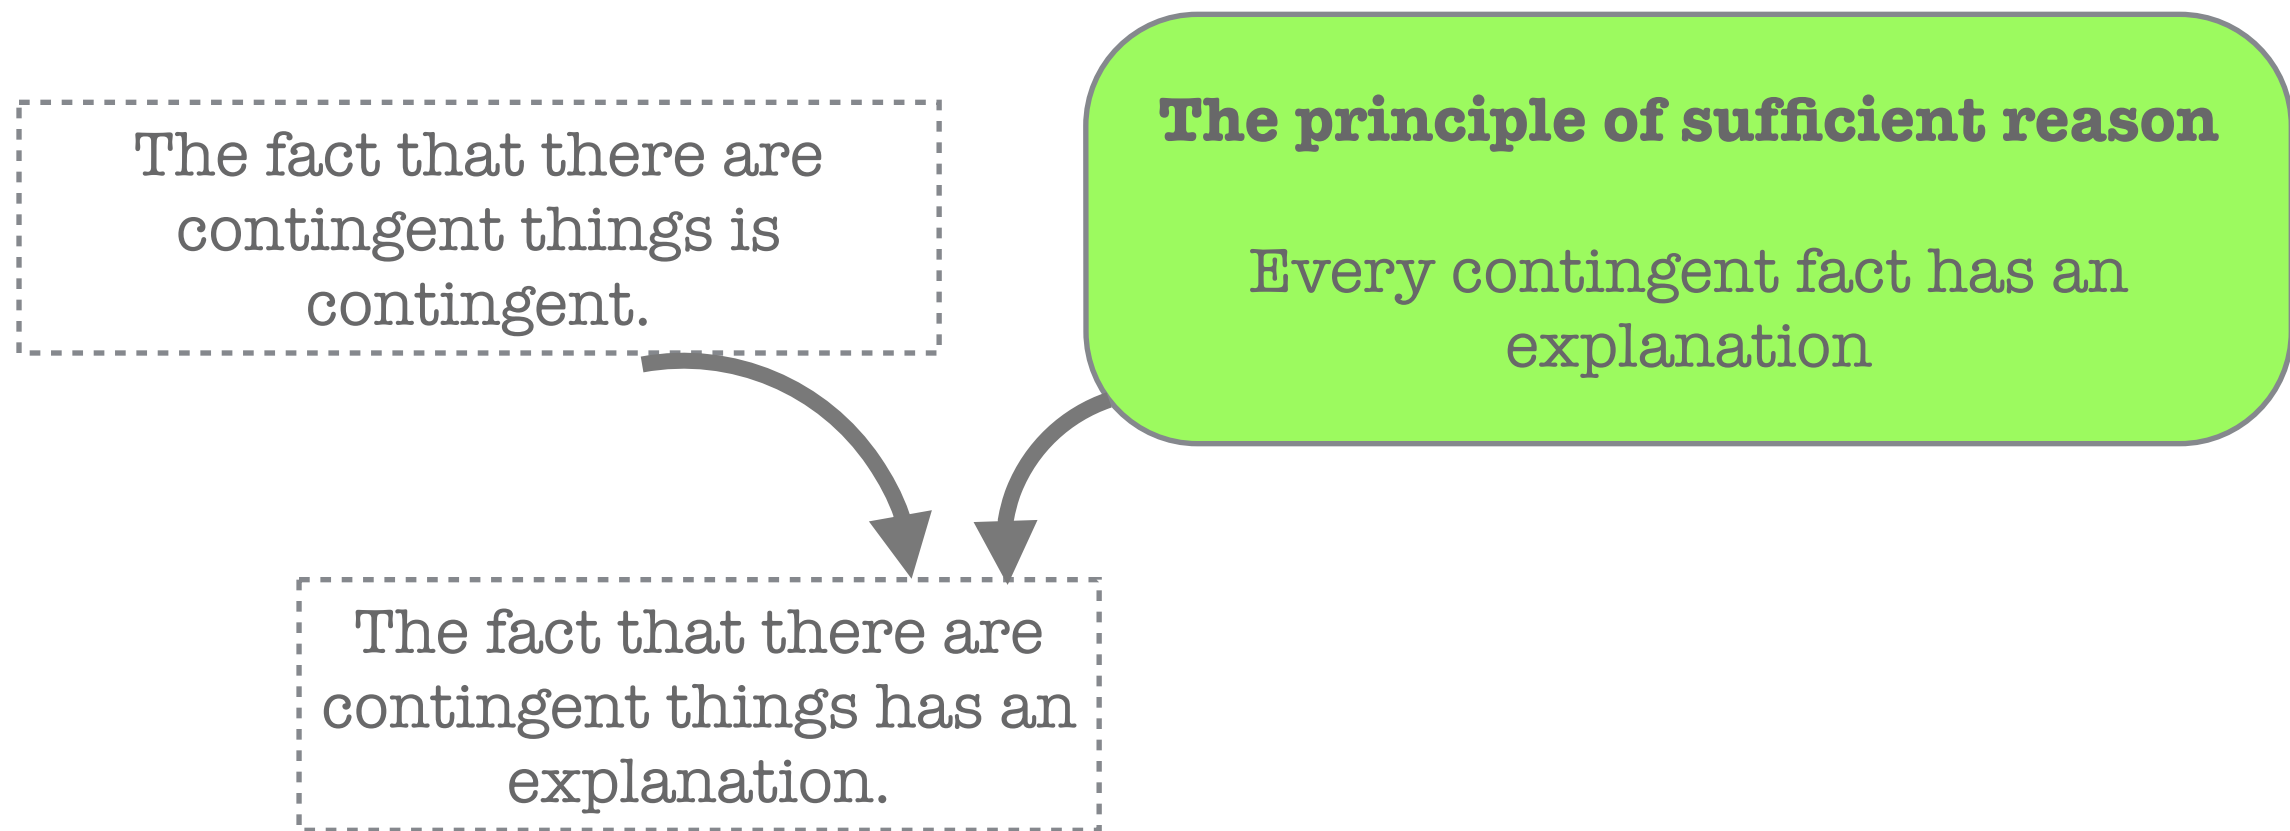 The fact that there are
contingent things is
contingent.
The principle of sufficient reason
Every contingent fact has an
explanation
The fact that there are
contingent things has an
explanation.